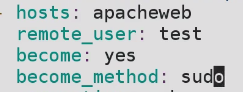 hosts: apacheweb
remote_user: test
become: yes
become_method: sudo